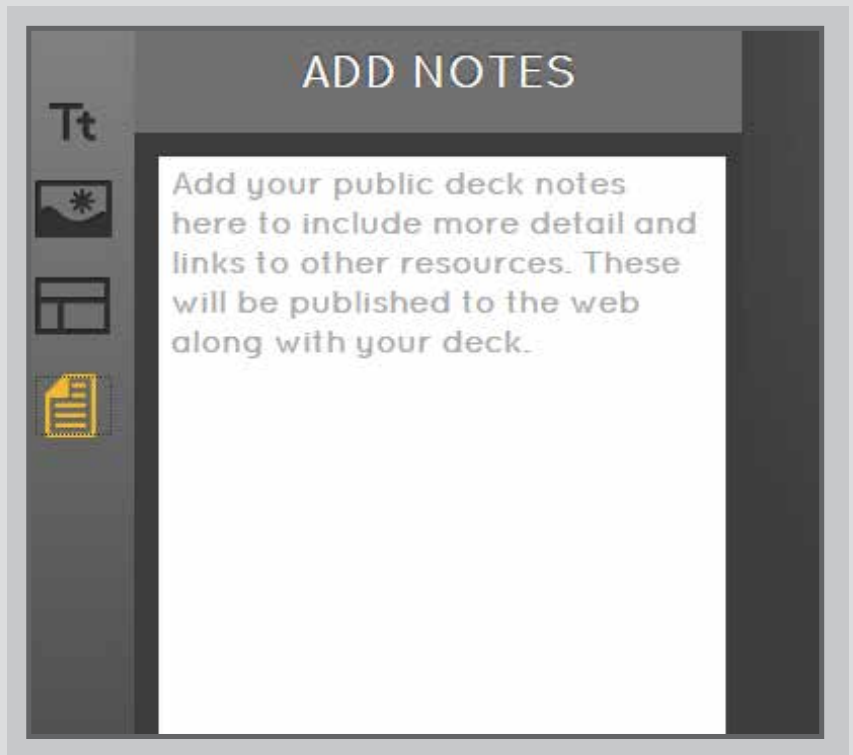 ADD NOTES
Tt
Add your public deck notes
here to include more detail and
links to other resources. These
will be published to the web
along with your deck.